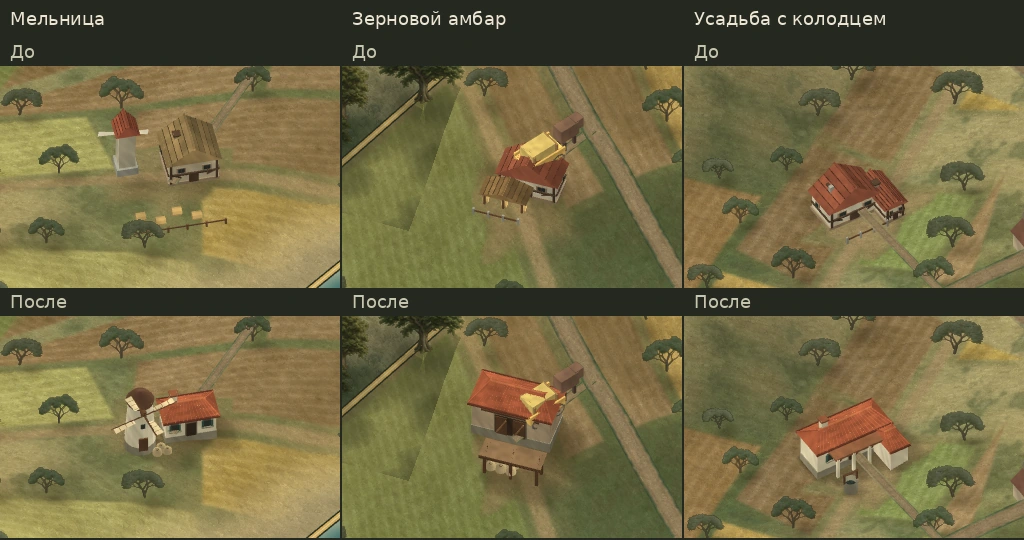 Мельница
До
Зерновой амбар
До
Усадьба с колодцем
До
После
После
После